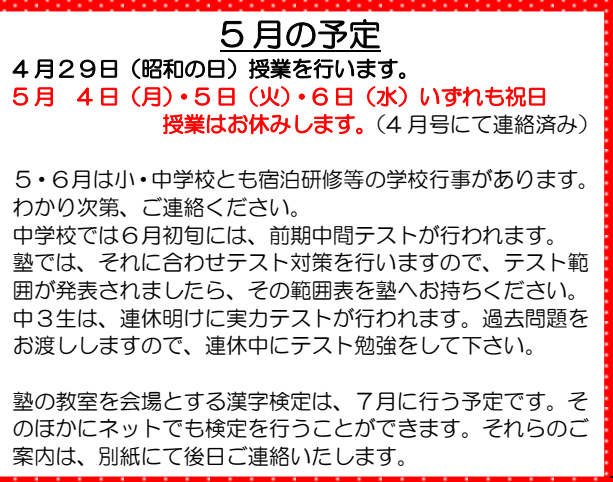 ５月の予定
４月２９日（昭和の日）授業を行います。
５月　４日（月）・５日（火）・６日（水）いずれも祝日
授業はお休みします。（４月号にて連絡済み）
５・６月は小・中学校とも宿泊研修等の学校行事があります。
わかり次第、ご連絡ください。
中学校では６月初旬には、前期中間テストが行われます。
塾では、それに合わせテスト対策を行いますので、テスト範
囲が発表されましたら、その範囲表を塾へお持ちください。
中３生は、連休明けに実力テストが行われます。過去問題を
お渡ししますので、連休中にテスト勉強をして下さい。
塾の教室を会場とする漢字検定は、７月に行う予定です。そ
のほかにネットでも検定を行うことができます。それらのご
案内は、別紙にて後日ご連絡いたします。